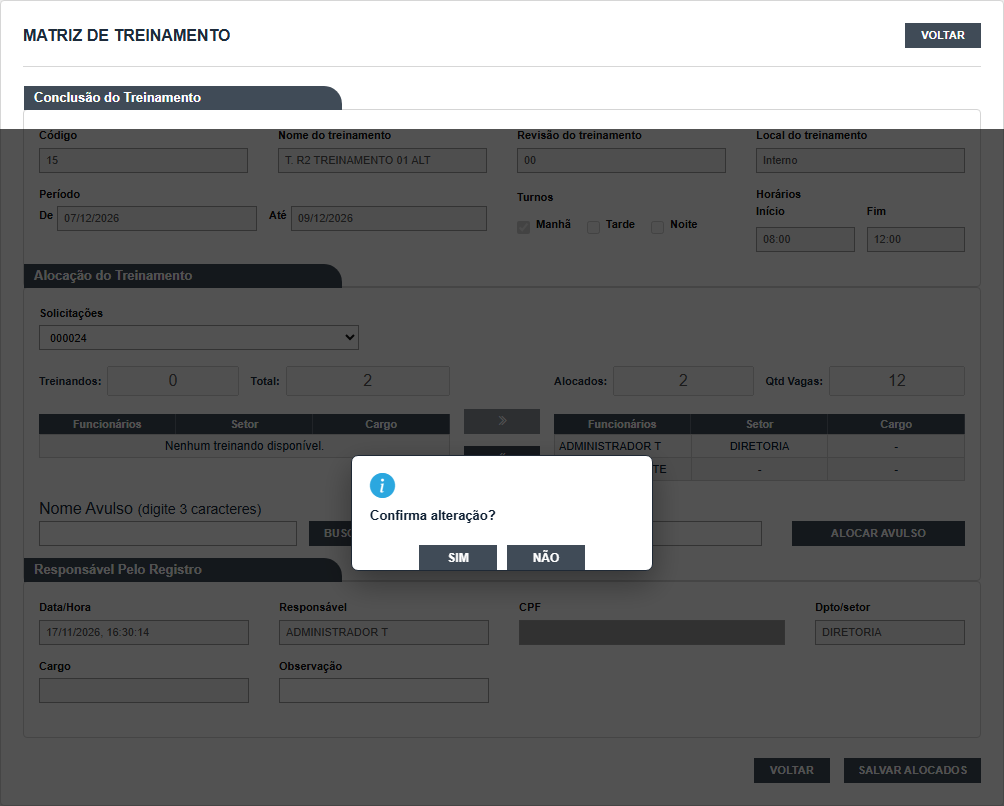 MATRIZ DE TREINAMENTO
VOLTAR
Conclusão do Treinamento
Código
Nome do treinamento
Revisão do treinamento
Local do treinamento
15
T. R2 TREINAMENTO 01 ALT
00
Interno
Período
Turnos
Horários
De 07/12/2026 Até 09/12/2026
Início
Fim
Manhã Tarde Noite
08:00
12:00
Alocação do Treinamento
Solicitações
000024
Treinandos: 0 Total: 2 Alocados: 2 Qtd Vagas: 12
Funcionários Setor Cargo
Funcionários Setor Cargo
Nenhum treinando disponível.
ADMINISTRADOR T DIRETORIA -
TE - -
i
Confirma alteração?
SIM NÃO
Nome Avulso (digite 3 caracteres)
BUSC
ALOCAR AVULSO
Responsável Pelo Registro
Data/Hora
Responsável
CPF
Dpto/setor
17/11/2026, 16:30:14
ADMINISTRADOR T
DIRETORIA
Cargo
Observação
VOLTAR
SALVAR ALOCADOS